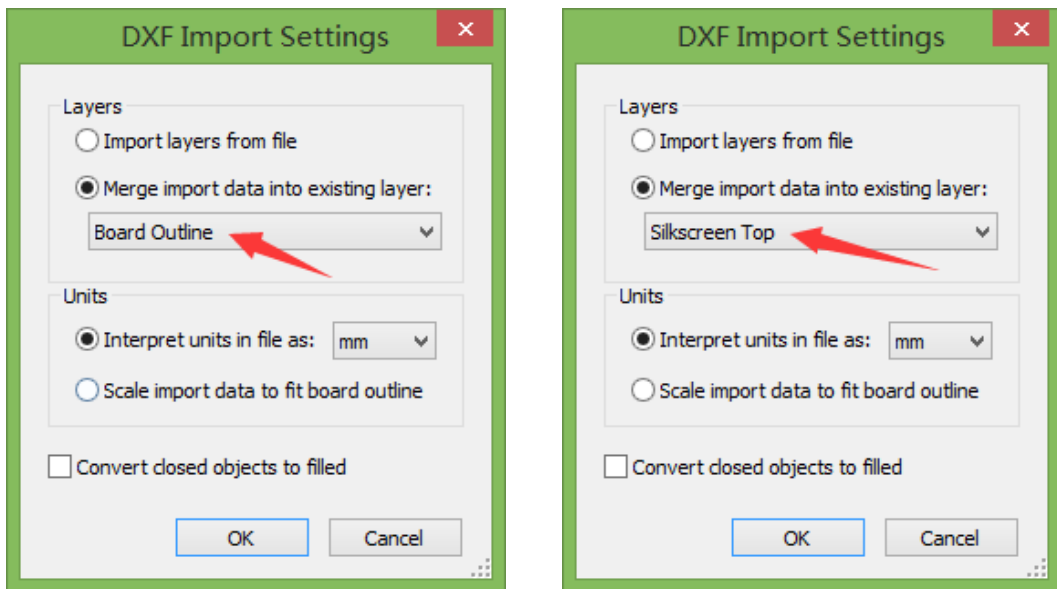 DXF Import Settings
Layers
Import layers from file
Merge import data into existing layer:
Board Outline
Units
Interpret units in file as: mm
Scale import data to fit board outline
Convert closed objects to filled
OK Cancel
DXF Import Settings
Layers
Import layers from file
Merge import data into existing layer:
Silkscreen Top
Units
Interpret units in file as: mm
Scale import data to fit board outline
Convert closed objects to filled
OK Cancel